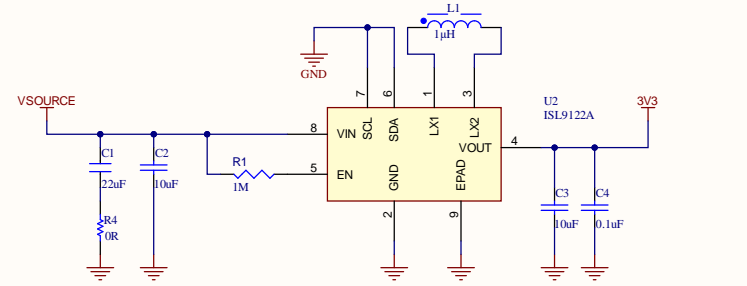 L1
1µH
GND
VSOURCE
7
6
1
3
U2
ISL9122A
3V3
SCL
SDA
LX1
LX2
8
VIN
VOUT
4
C1
22uF
C2
10uF
R1
1M
5
EN
GND
EPAD
C3
10uF
C4
0.1uF
R4
0R
2
9